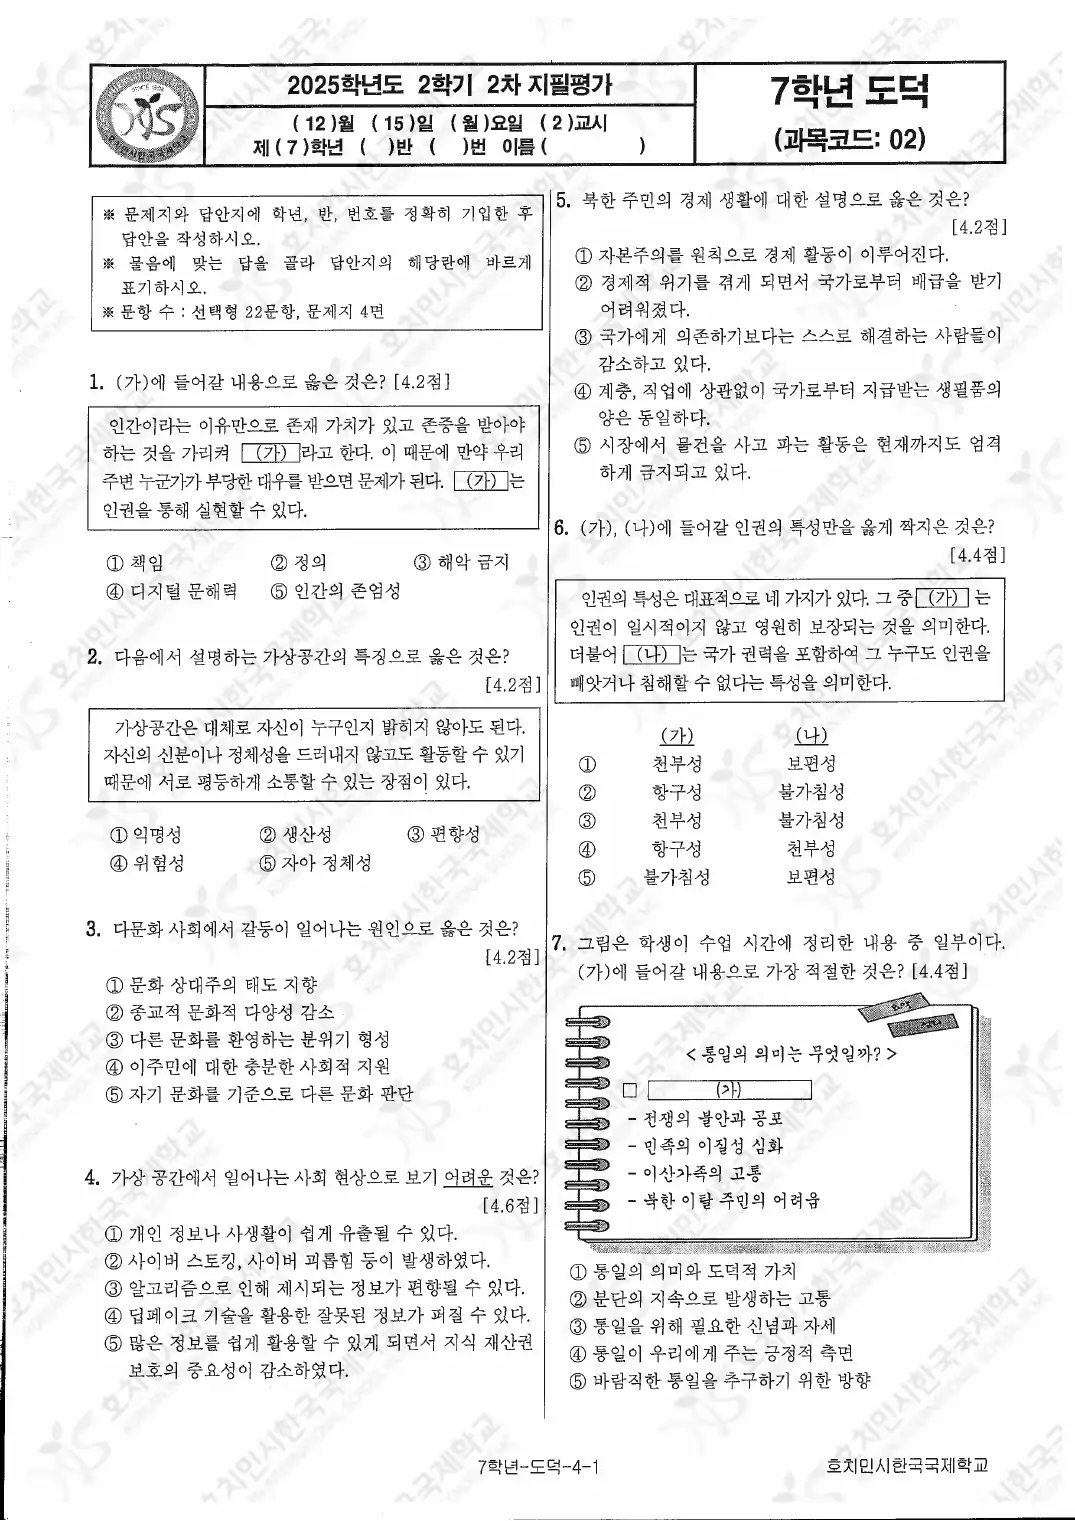 2025학년도 2학기 2차 지필평가
( 12 )월 ( 15 )일 ( 월 )요일 ( 2 )교시
제 ( 7 )학년 ( )반 ( )번 이름 ( )
7학년 도덕
(과목코드: 02)
※ 문제지와 답안지에 학년, 반, 번호를 정확히 기입한 후
답안을 작성하시오.
※ 물음에 맞는 답을 골라 답안지의 해당란에 바르게
표기하시오.
※ 문항 수 : 선택형 22문항, 문제지 4면
1. (가)에 들어갈 내용으로 옳은 것은? [4.2점]
인간이라는 이유만으로 존재 가치가 있고 존중을 받아야
하는 것을 가리켜 (가) 라고 한다. 이 때문에 만약 우리
주변 누군가가 부당한 대우를 받으면 문제가 된다. (가) 는
인권을 통해 실현할 수 있다.
① 책임 ② 정의 ③ 해악 금지
④ 디지털 문해력 ⑤ 인간의 존엄성
2. 다음에서 설명하는 가상공간의 특징으로 옳은 것은?
[4.2점]
가상공간은 대체로 자신이 누구인지 밝히지 않아도 된다.
자신의 신분이나 정체성을 드러내지 않고도 활동할 수 있기
때문에 서로 평등하게 소통할 수 있는 장점이 있다.
① 익명성 ② 생산성 ③ 편향성
④ 위험성 ⑤ 자아 정체성
3. 다문화 사회에서 갈등이 일어나는 원인으로 옳은 것은?
[4.2점]
① 문화 상대주의 태도 지향
② 종교적 문화적 다양성 감소
③ 다른 문화를 환영하는 분위기 형성
④ 이주민에 대한 충분한 사회적 지원
⑤ 자기 문화를 기준으로 다른 문화 판단
4. 가상 공간에서 일어나는 사회 현상으로 보기 어려운 것은?
[4.6점]
① 개인 정보나 사생활이 쉽게 유출될 수 있다.
② 사이버 스토킹, 사이버 괴롭힘 등이 발생하였다.
③ 알고리즘으로 인해 제시되는 정보가 편향될 수 있다.
④ 딥페이크 기술을 활용한 잘못된 정보가 퍼질 수 있다.
⑤ 많은 정보를 쉽게 활용할 수 있게 되면서 지식 재산권
보호의 중요성이 감소하였다.
5. 북한 주민의 경제 생활에 대한 설명으로 옳은 것은?
[4.2점]
① 자본주의를 원칙으로 경제 활동이 이루어진다.
② 경제적 위기를 겪게 되면서 국가로부터 배급을 받기
어려워졌다.
③ 국가에게 의존하기보다는 스스로 해결하는 사람들이
감소하고 있다.
④ 계층, 직업에 상관없이 국가로부터 지급받는 생필품의
양은 동일하다.
⑤ 시장에서 물건을 사고 파는 활동은 현재까지도 엄격
하게 금지되고 있다.
6. (가), (나)에 들어갈 인권의 특성만을 옳게 짝지은 것은?
[4.4점]
인권의 특성은 대표적으로 네 가지가 있다. 그 중 (가) 는
인권이 일시적이지 않고 영원히 보장되는 것을 의미한다.
더불어 (나) 는 국가 권력을 포함하여 그 누구도 인권을
빼앗거나 침해할 수 없다는 특성을 의미한다.
(가) (나)
① 천부성 보편성
② 항구성 불가침성
③ 천부성 불가침성
④ 항구성 천부성
⑤ 불가침성 보편성
7. 그림은 학생이 수업 시간에 정리한 내용 중 일부이다.
(가)에 들어갈 내용으로 가장 적절한 것은? [4.4점]
< 통일의 의미는 무엇일까? >
□ (가)
- 전쟁의 불안과 공포
- 민족의 이질성 심화
- 이산가족의 고통
- 북한 이탈 주민의 어려움
① 통일의 의미와 도덕적 가치
② 분단의 지속으로 발생하는 고통
③ 통일을 위해 필요한 신념과 자세
④ 통일이 우리에게 주는 긍정적 측면
⑤ 바람직한 통일을 추구하기 위한 방향
7학년-도덕-4-1
호치민시한국국제학교